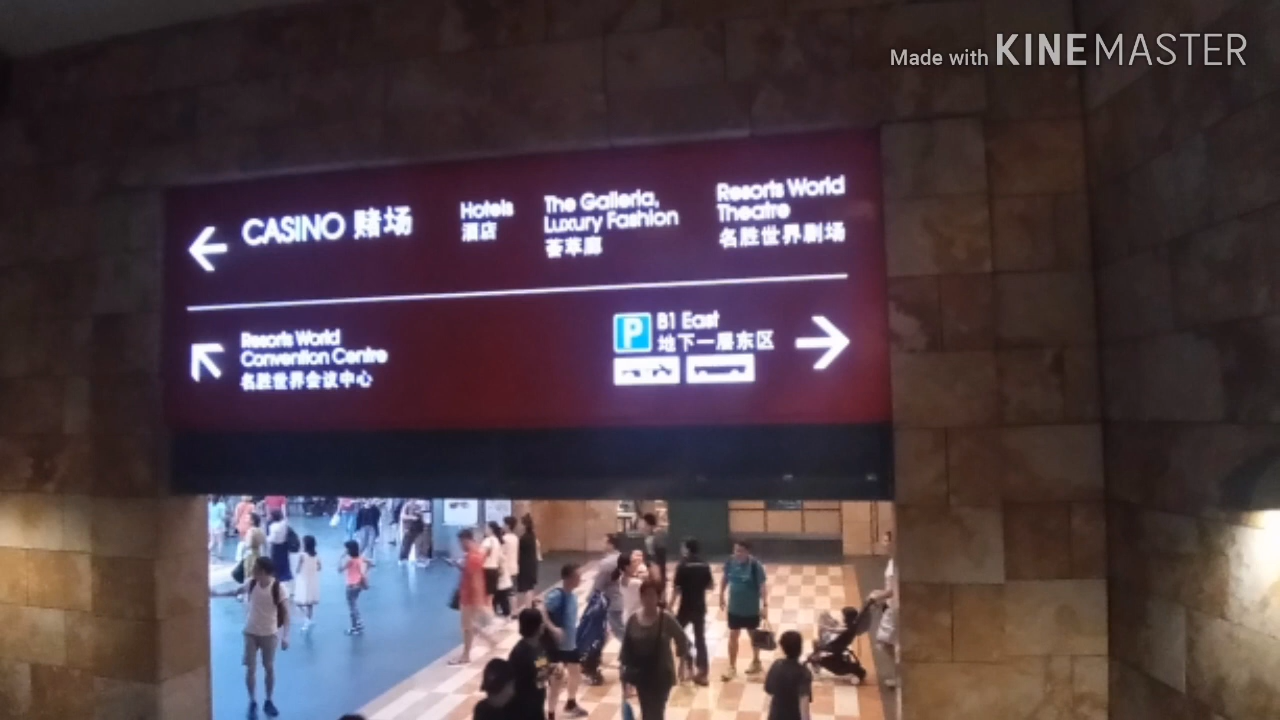 Made with KINEMASTER
CASINO 赌场
Hotels
酒店
The Galleria,
Luxury Fashion
荟萃廊
Resorts World
Theatre
名胜世界剧场
Resorts World
Convention Centre
名胜世界会议中心
P
B1 East
地下一层东区